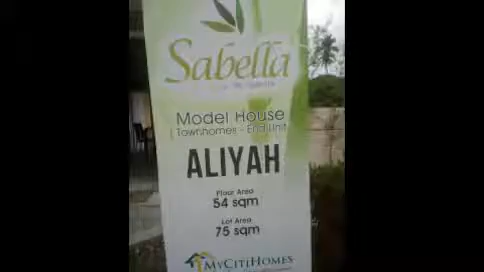 Sabella
Model House
Townhomes - End Unit
ALIYAH
Floor Area
54 sqm
Lot Area
75 sqm
MyCitiHomes